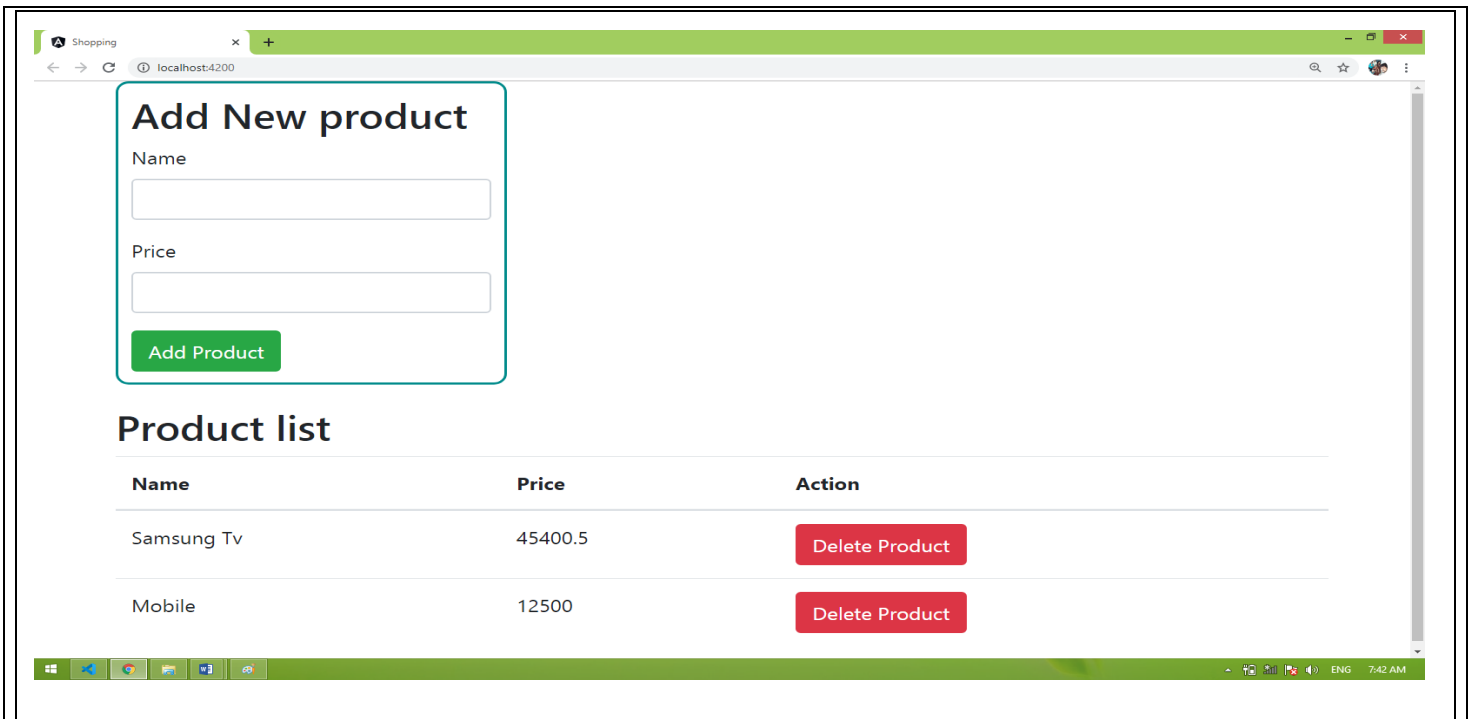 Shopping
localhost:4200
Add New product
Name
Price
Add Product
Product list
Name Price Action
Samsung Tv 45400.5 Delete Product
Mobile 12500 Delete Product
ENG 7:42 AM